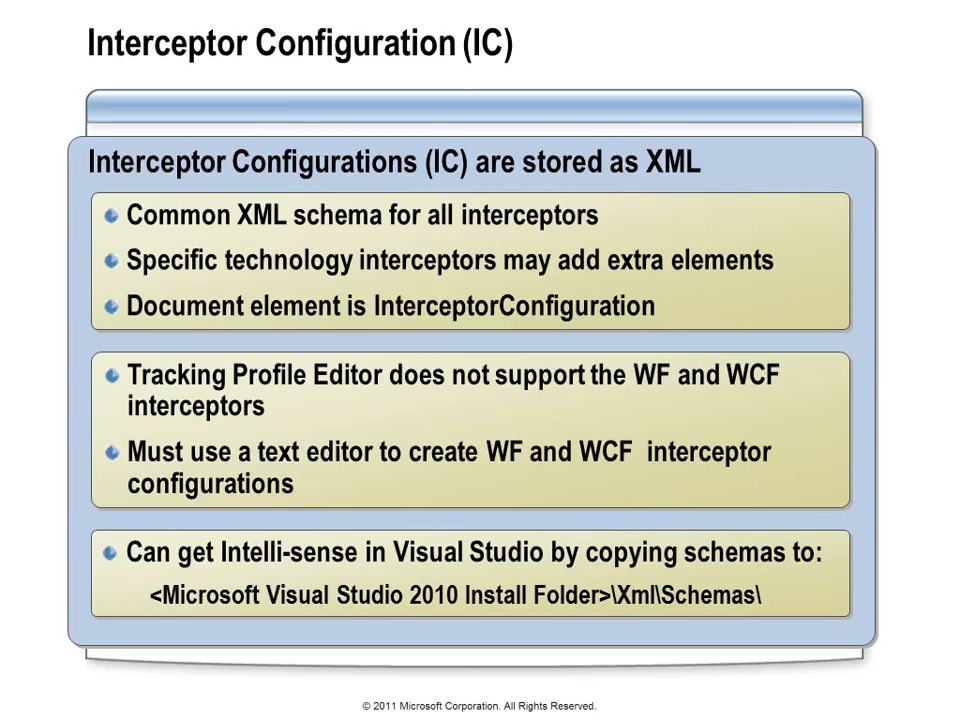 Interceptor Configuration (IC)
Interceptor Configurations (IC) are stored as XML
Common XML schema for all interceptors
Specific technology interceptors may add extra elements
Document element is InterceptorConfiguration
Tracking Profile Editor does not support the WF and WCF
interceptors
Must use a text editor to create WF and WCF interceptor
configurations
Can get Intelli-sense in Visual Studio by copying schemas to:
<Microsoft Visual Studio 2010 Install Folder>\Xml\Schemas\
© 2011 Microsoft Corporation. All Rights Reserved.